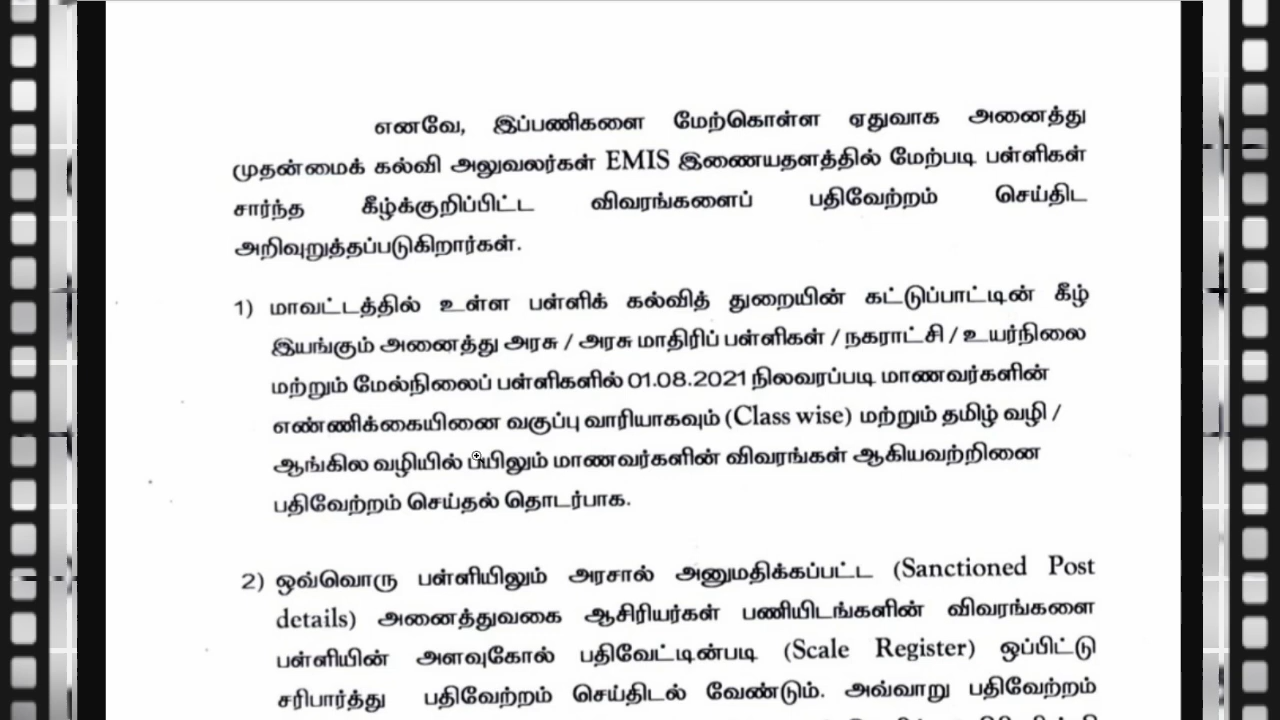 எனவே, இப்பணிகளை மேற்கொள்ள ஏதுவாக அனைத்து
முதன்மைக் கல்வி அலுவலர்கள் EMIS இணையதளத்தில் மேற்படி பள்ளிகள்
சார்ந்த கீழ்க்குறிப்பிட்ட விவரங்களைப் பதிவேற்றம் செய்திட
அறிவுறுத்தப்படுகிறார்கள்.
1) மாவட்டத்தில் உள்ள பள்ளிக் கல்வித் துறையின் கட்டுப்பாட்டின் கீழ்
இயங்கும் அனைத்து அரசு / அரசு மாதிரிப் பள்ளிகள் / நகராட்சி / உயர்நிலை
மற்றும் மேல்நிலைப் பள்ளிகளில் 01.08.2021 நிலவரப்படி மாணவர்களின்
எண்ணிக்கையினை வகுப்பு வாரியாகவும் (Class wise) மற்றும் தமிழ் வழி /
ஆங்கில வழியில் பயிலும் மாணவர்களின் விவரங்கள் ஆகியவற்றினை
பதிவேற்றம் செய்தல் தொடர்பாக.
2) ஒவ்வொரு பள்ளியிலும் அரசால் அனுமதிக்கப்பட்ட (Sanctioned Post
details) அனைத்துவகை ஆசிரியர்கள் பணியிடங்களின் விவரங்களை
பள்ளியின் அளவுகோல் பதிவேட்டின்படி (Scale Register) ஒப்பிட்டு
சரிபார்த்து பதிவேற்றம் செய்திடல் வேண்டும். அவ்வாறு பதிவேற்றம்